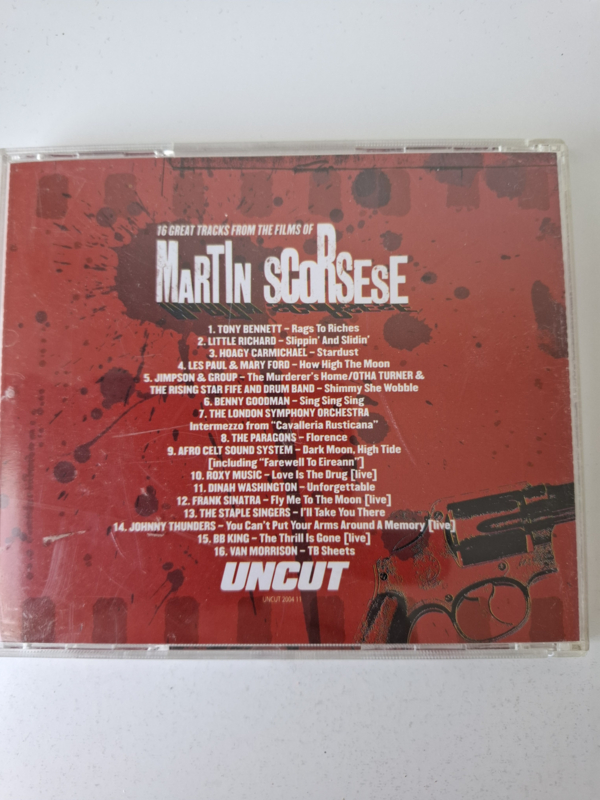 16 GREAT TRACKS FROM THE FILMS OF
MARTIN SCORSESE
1. TONY BENNETT – Rags To Riches
2. LITTLE RICHARD – Slippin' And Slidin'
3. HOAGY CARMICHAEL – Stardust
4. LES PAUL & MARY FORD – How High The Moon
5. JIMPSON & GROUP – The Murderer's Home/OTHA TURNER &
THE RISING STAR FIFE AND DRUM BAND – Shimmy She Wobble
6. BENNY GOODMAN – Sing Sing Sing
7. THE LONDON SYMPHONY ORCHESTRA
Intermezzo from "Cavalleria Rusticana"
8. THE PARAGONS – Florence
9. AFRO CELT SOUND SYSTEM – Dark Moon, High Tide
[including "Farewell To Eireann"]
10. ROXY MUSIC – Love Is The Drug [live]
11. DINAH WASHINGTON – Unforgettable
12. FRANK SINATRA – Fly Me To The Moon [live]
13. THE STAPLE SINGERS – I'll Take You There
14. JOHNNY THUNDERS – You Can't Put Your Arms Around A Memory [live]
15. BB KING – The Thrill Is Gone [live]
16. VAN MORRISON – TB Sheets
UNCUT
UNCUT 2004 11